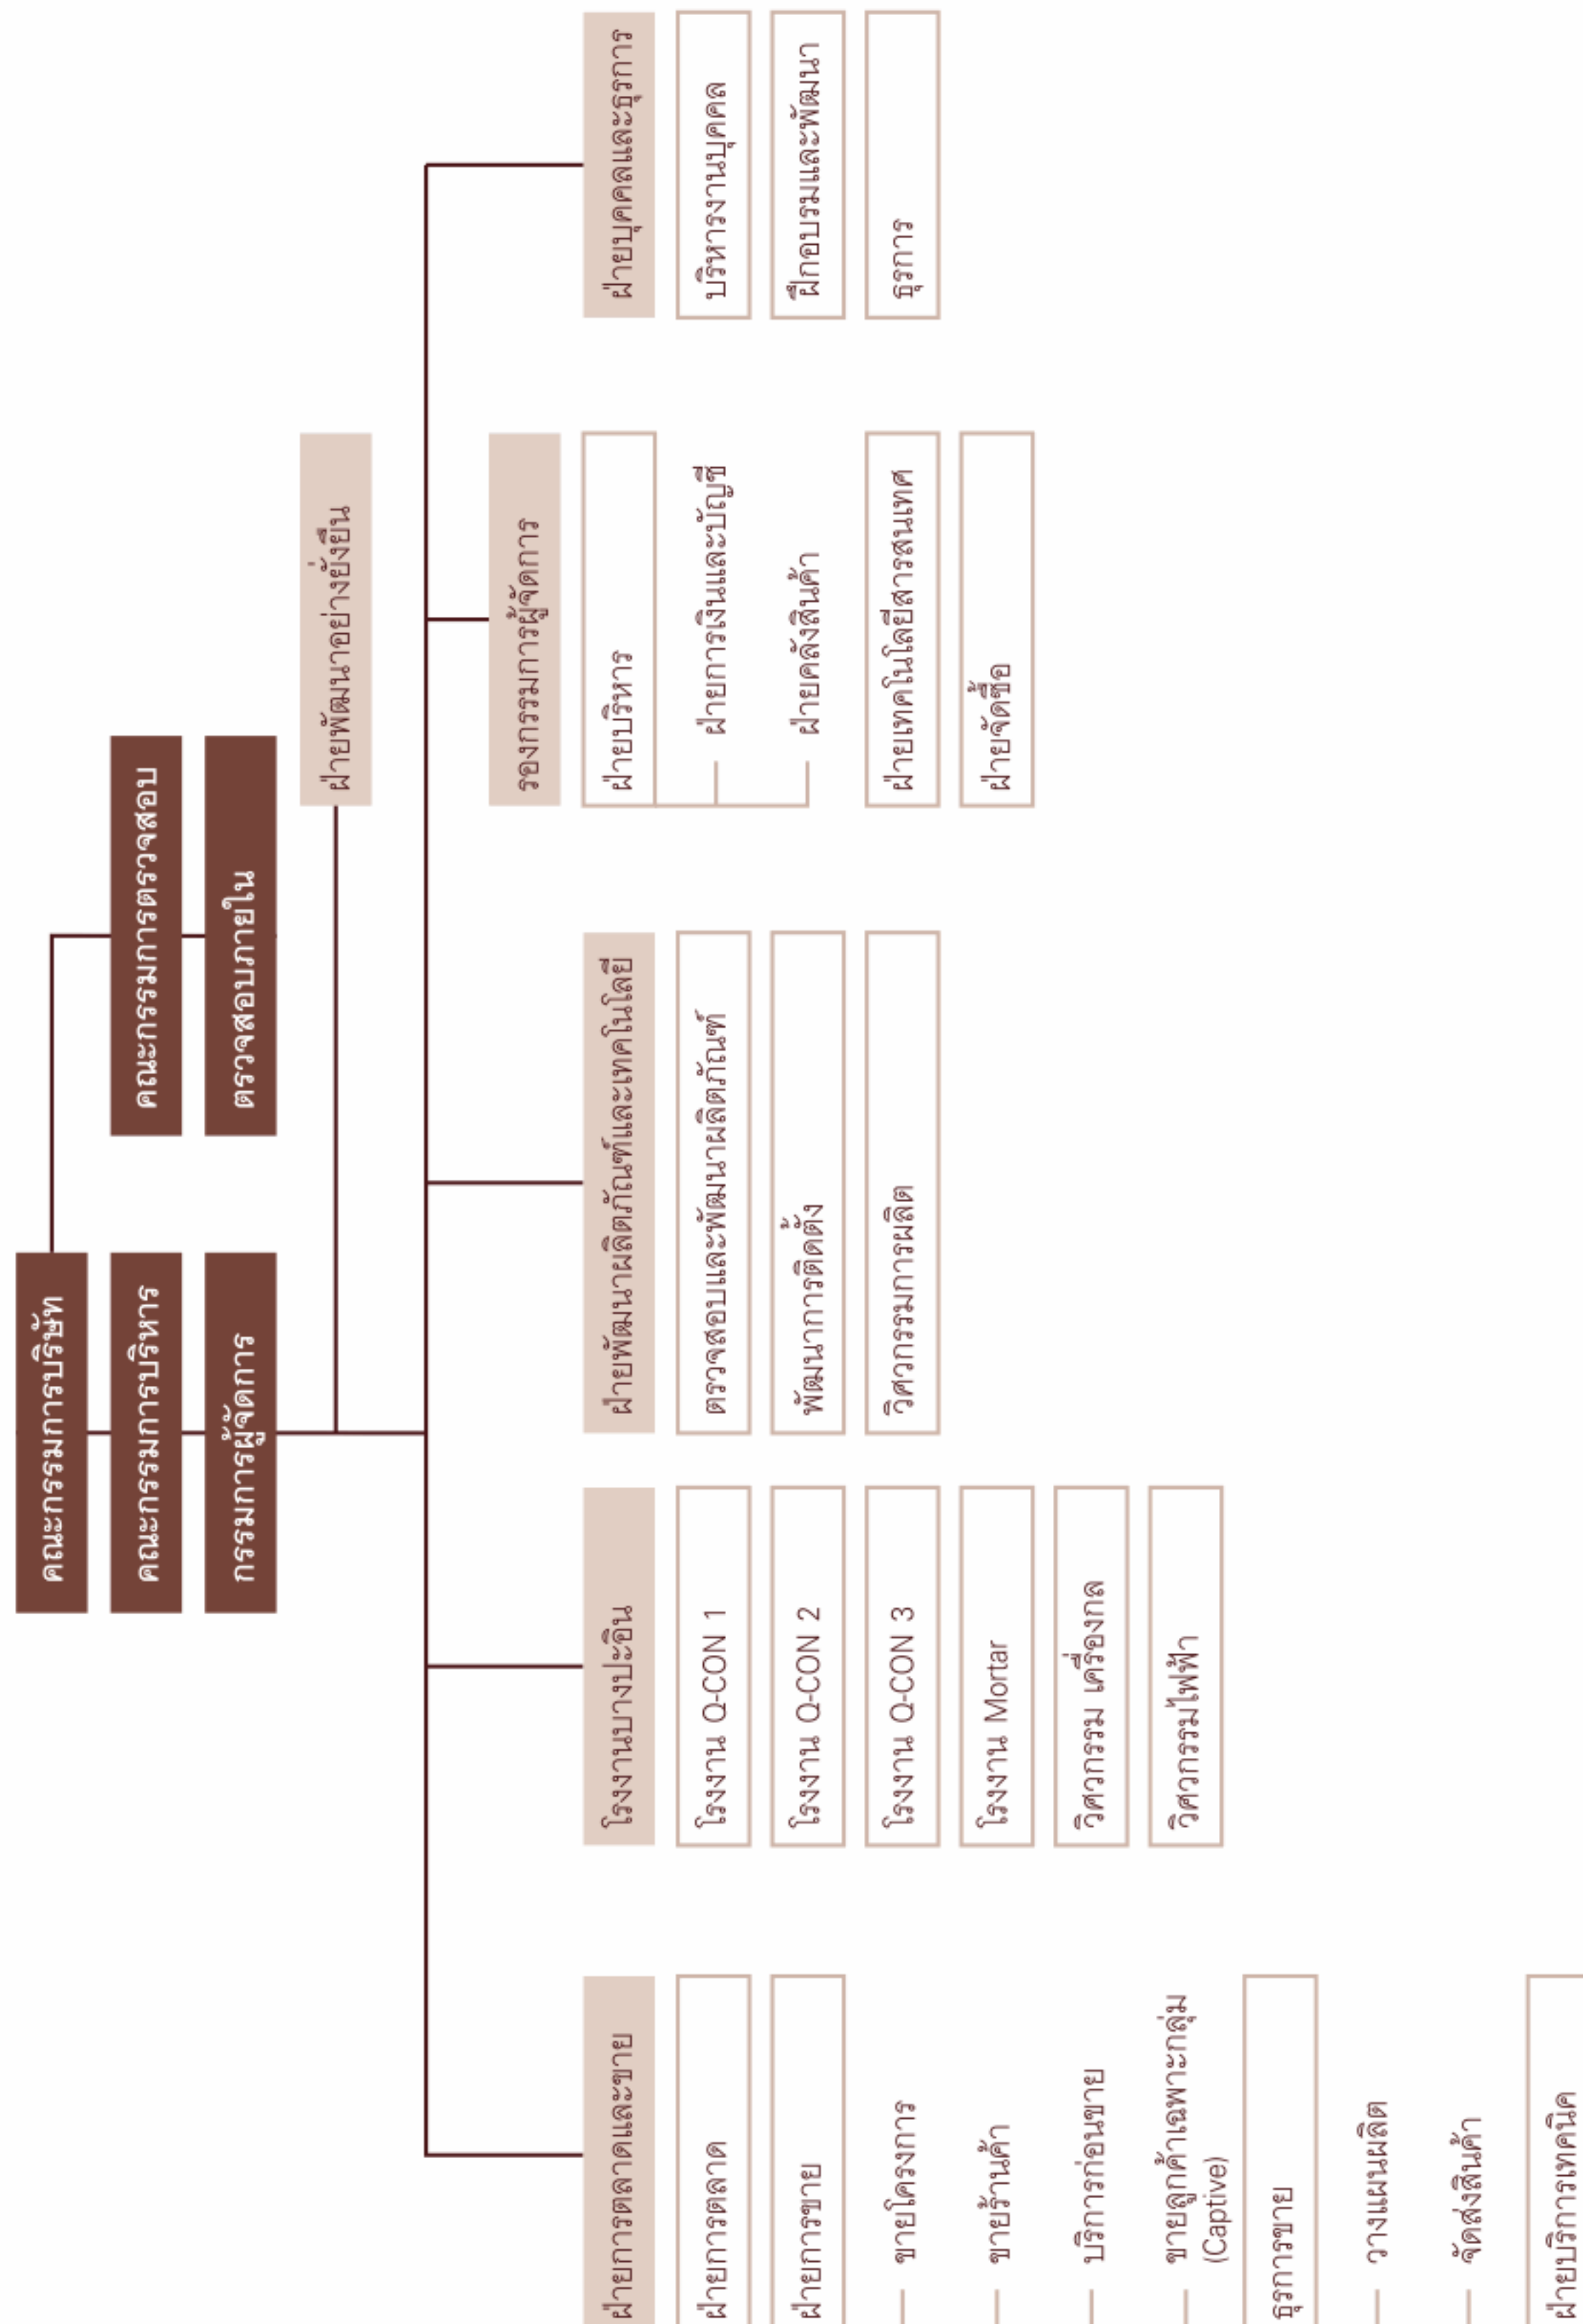 คณะกรรมการบริษัท
คณะกรรมการบริหาร
กรรมการผู้จัดการ
คณะกรรมการตรวจสอบ
ตรวจสอบภายใน
ฝ่ายพัฒนาอย่างยั่งยืน
ฝ่ายการตลาดและขาย
ฝ่ายการตลาด
ฝ่ายการขาย
ขายโครงการ
ขายร้านค้า
บริการก่อนขาย
ขายลูกค้าเฉพาะกลุ่ม
(Captive)
ธุรการขาย
วางแผนผลิต
จัดส่งสินค้า
ฝ่ายบริการเทคนิค
โรงงานบางปะอิน
โรงงาน Q-CON 1
โรงงาน Q-CON 2
โรงงาน Q-CON 3
โรงงาน Mortar
วิศวกรรม เครื่องกล
วิศวกรรมไฟฟ้า
ฝ่ายพัฒนาผลิตภัณฑ์และเทคโนโลยี
ตรวจสอบและพัฒนาผลิตภัณฑ์
พัฒนาการติดตั้ง
วิศวกรรมการผลิต
รองกรรมการผู้จัดการ
ฝ่ายบริหาร
ฝ่ายการเงินและบัญชี
ฝ่ายคลังสินค้า
ฝ่ายเทคโนโลยีสารสนเทศ
ฝ่ายจัดซื้อ
ฝ่ายบุคคลและธุรการ
บริหารงานบุคคล
ฝึกอบรมและพัฒนา
ธุรการ